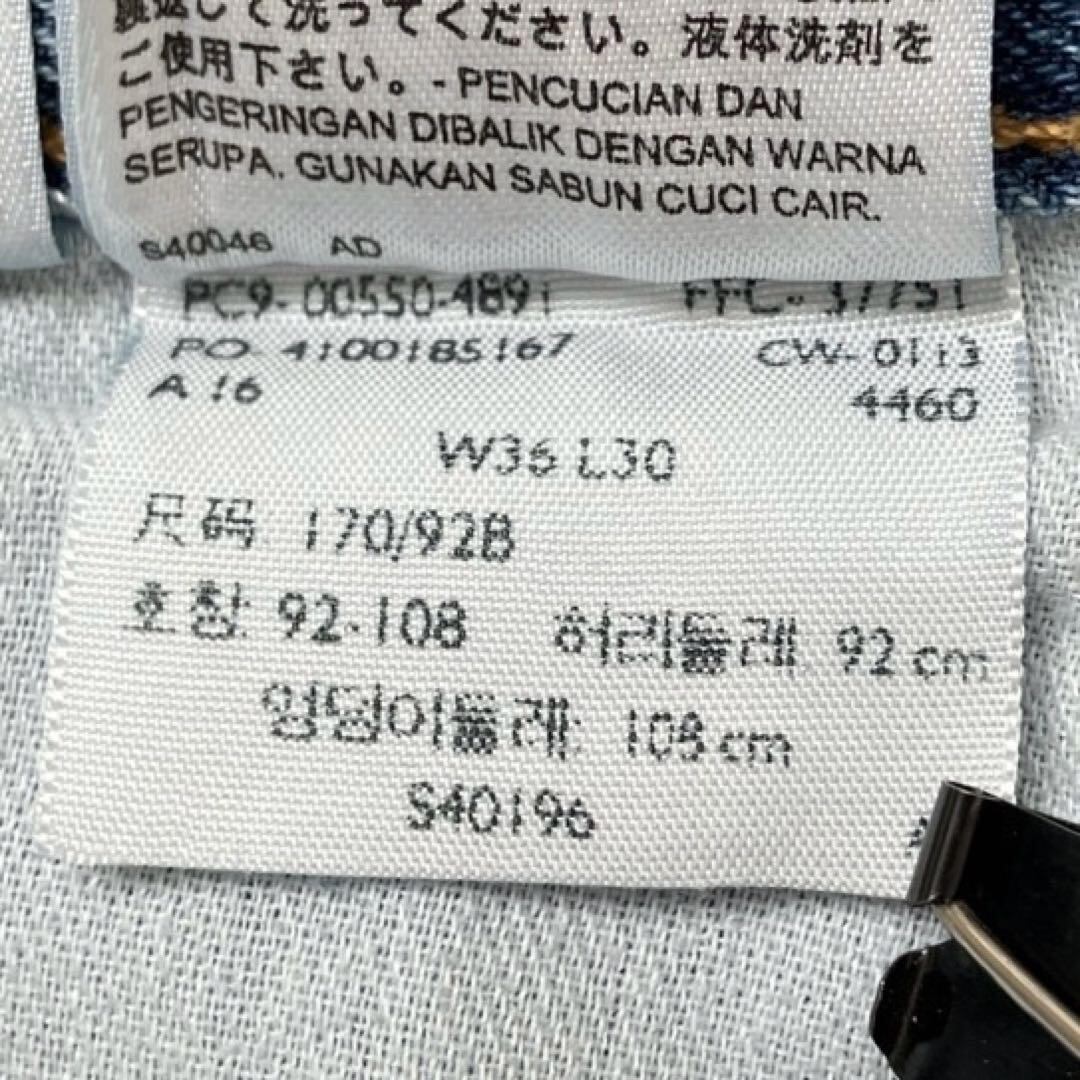 返して洗ってください。液体洗剤を
ご使用下さい。- PENCUCIAN DAN
PENGERINGAN DIBALIK DENGAN WARNA
SERUPA. GUNAKAN SABUN CUCI CAIR.
S40046 AD
PC9-00550-4891
PO- 4100185167 CW- 0113
A 16 4460
W36 L30
尺码 170/92B
호칭: 92-108 허리둘레 92 cm
엉덩이둘레: 108 cm
S40196